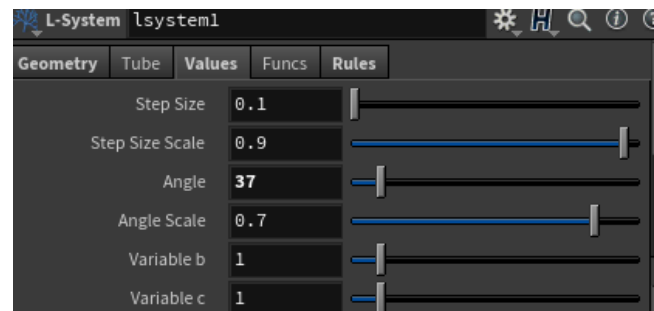 L-System lsystem1
Geometry Tube Values Funcs Rules
Step Size 0.1
Step Size Scale 0.9
Angle 37
Angle Scale 0.7
Variable b 1
Variable c 1